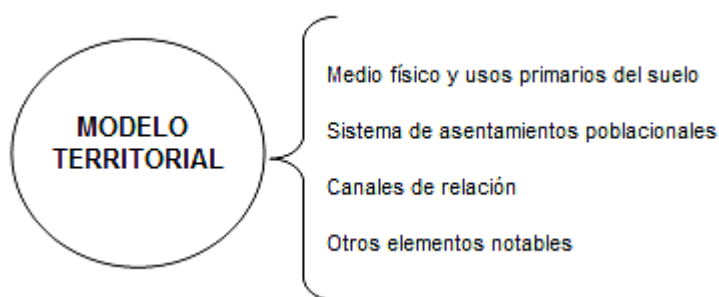 MODELO
TERRITORIAL
Medio físico y usos primarios del suelo
Sistema de asentamientos poblacionales
Canales de relación
Otros elementos notables